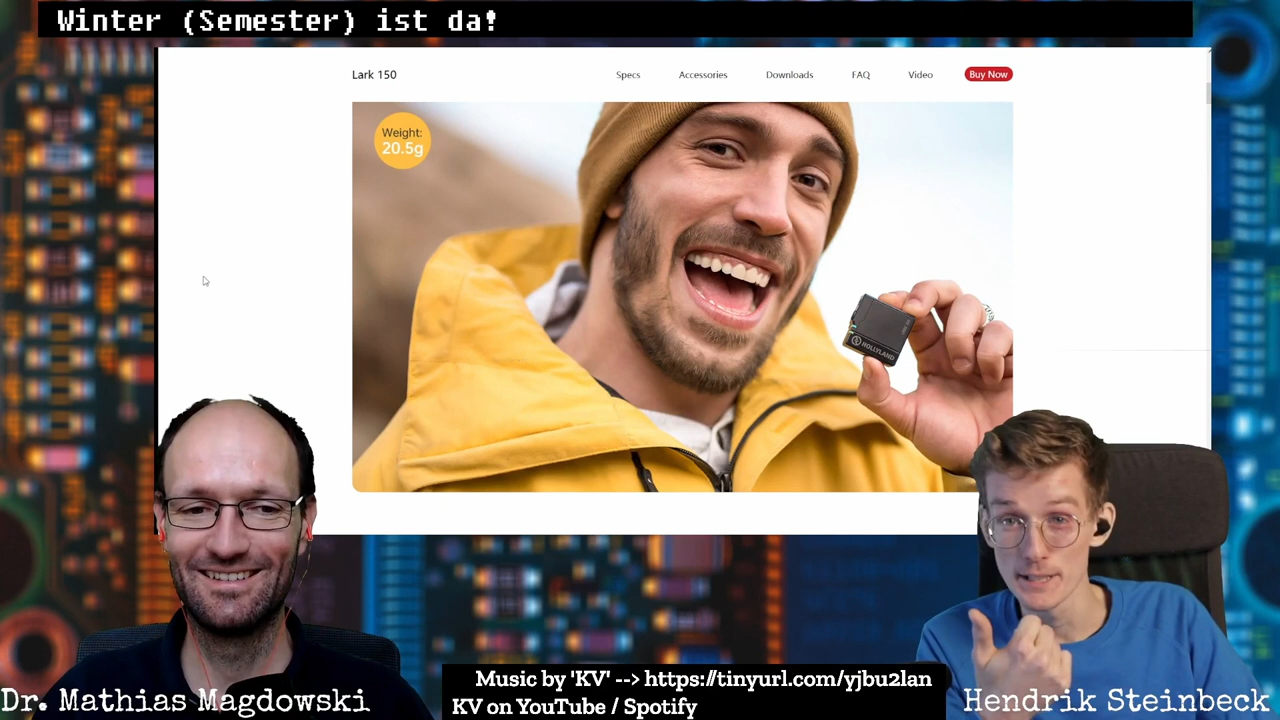 Winter (Semester) ist da!
Lark 150
Specs
Accessories
Downloads
FAQ
Video
Buy Now
Weight:
20.5g
HOLLYLAND
Dr. Mathias Magdowski
Music by 'KV' --> https://tinyurl.com/yjbu2lan
KV on YouTube / Spotify
Hendrik Steinbeck